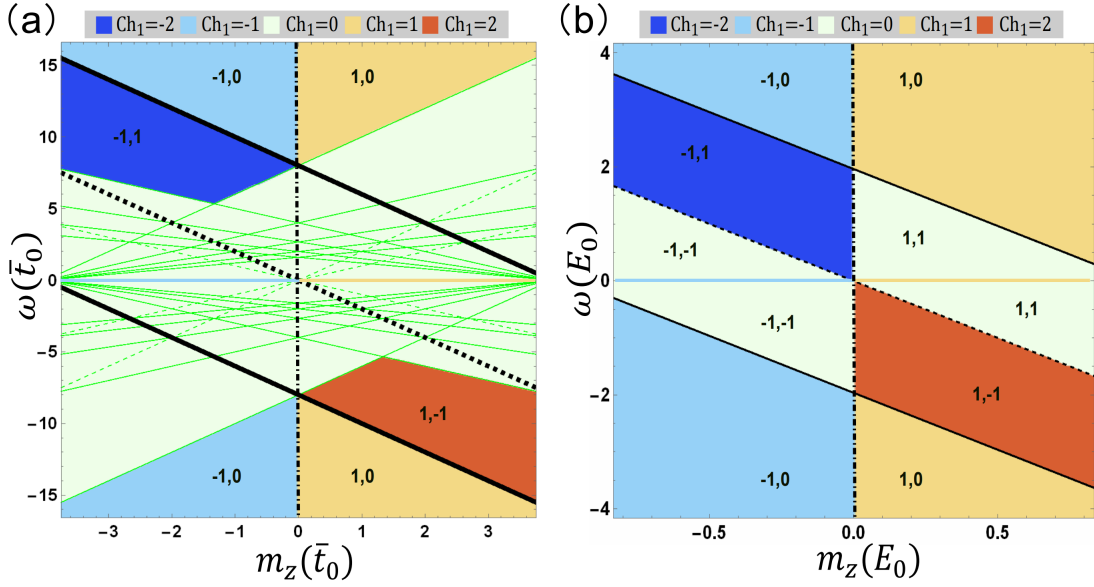 (a)
Ch₁=-2 Ch₁=-1 Ch₁=0 Ch₁=1 Ch₁=2
15
10
5
0
−5
−10
−15
ω(t̄₀)
-1,0
1,0
-1,1
1,-1
-1,0
1,0
−3 −2 −1 0 1 2 3
m_z(t̄₀)
(b)
Ch₁=-2 Ch₁=-1 Ch₁=0 Ch₁=1 Ch₁=2
4
2
0
−2
−4
ω(E₀)
-1,0
1,0
-1,1
-1,-1
1,1
-1,-1
1,1
1,-1
-1,0
1,0
−0.5 0.0 0.5
m_z(E₀)